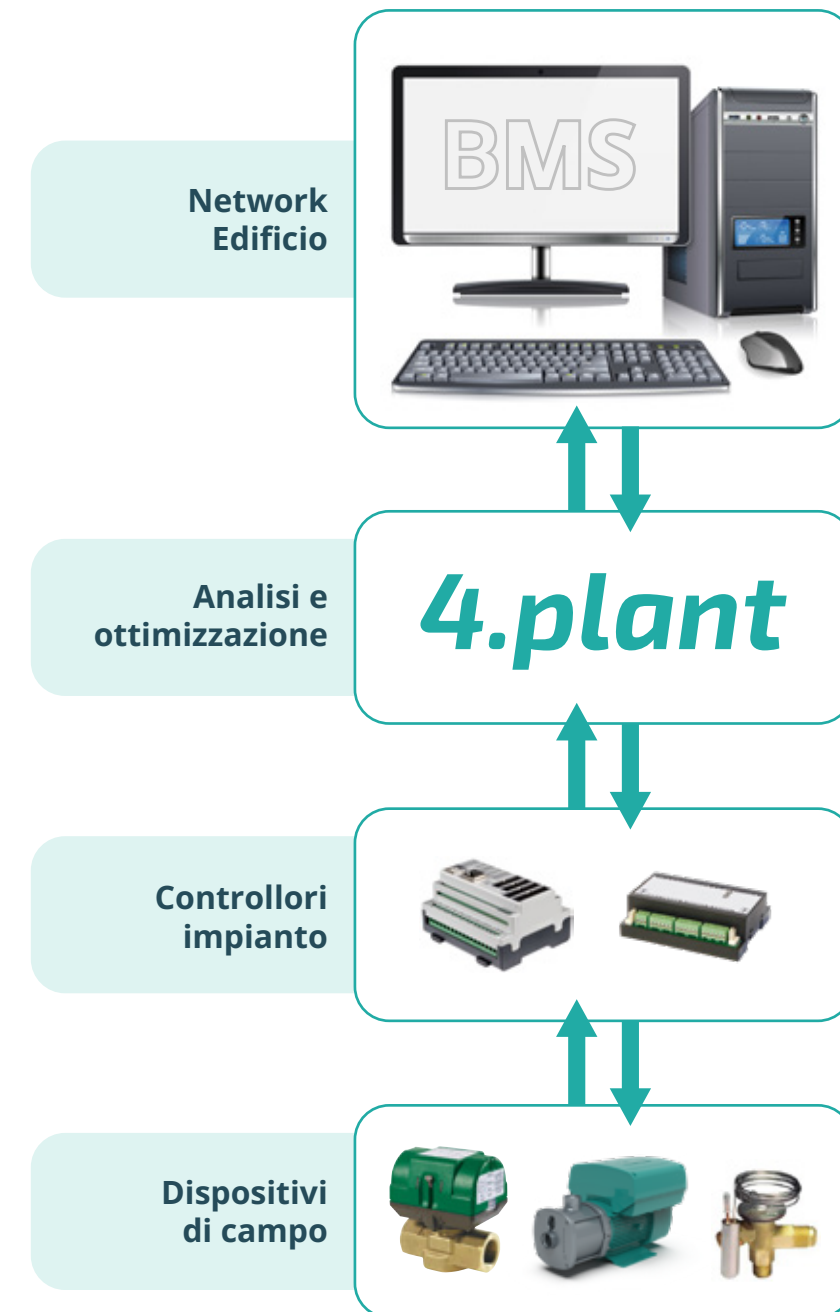 BMS
Network
Edificio
Analisi e
ottimizzazione
4.plant
Controllori
impianto
Dispositivi
di campo